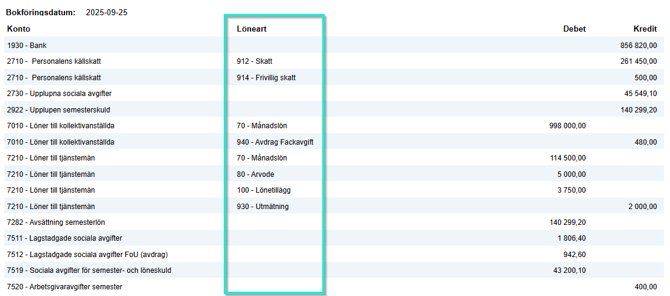 Bokföringsdatum: 2025-09-25
Konto Löneart Debet Kredit
1930 - Bank 856 820,00
2710 - Personalens källskatt 912 - Skatt 261 450,00
2710 - Personalens källskatt 914 - Frivillig skatt 500,00
2730 - Upplupna sociala avgifter 45 549,10
2922 - Upplupen semesterskuld 140 299,20
7010 - Löner till kollektivanställda 70 - Månadslön 998 000,00
7010 - Löner till kollektivanställda 940 - Avdrag Fackavgift 480,00
7210 - Löner till tjänstemän 70 - Månadslön 114 500,00
7210 - Löner till tjänstemän 80 - Arvode 5 000,00
7210 - Löner till tjänstemän 100 - Lönetillägg 3 750,00
7210 - Löner till tjänstemän 930 - Utmätning 2 000,00
7282 - Avsättning semesterlön 140 299,20
7511 - Lagstadgade sociala avgifter 1 806,40
7512 - Lagstadgade sociala avgifter FoU (avdrag) 942,60
7519 - Sociala avgifter för semester- och löneskuld 43 200,10
7520 - Arbetsgivaravgifter semester 400,00